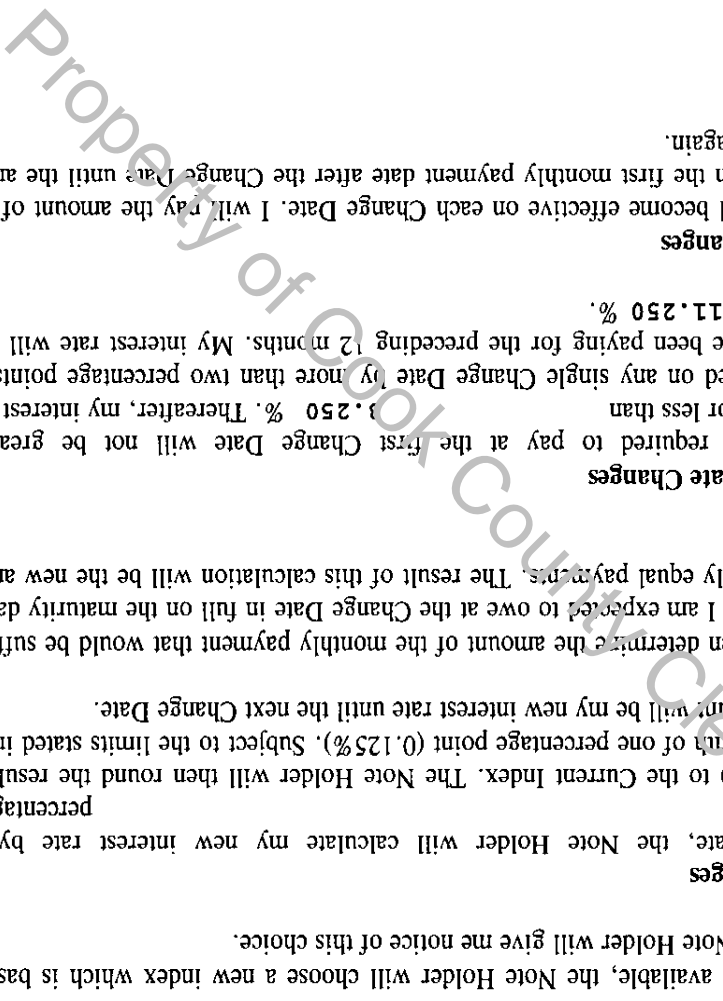 available, the Note Holder will choose a new index which is bas
Note Holder will give me notice of this choice.
ges
ate, the Note Holder will calculate my new interest rate by
percentag
to the Current Index. The Note Holder will then round the resul
of one percentage point (0.125%). Subject to the limits stated in
will be my new interest rate until the next Change Date.
determine the amount of the monthly payment that would be suff
I am expected to owe at the Change Date in full on the maturity da
ly equal payments. The result of this calculation will be the new a
ate Changes
required to pay at the first Change Date will not be grea
or less than 3.250 %. Thereafter, my interest
ed on any single Change Date by more than two percentage points
e been paying for the preceding 12 months. My interest rate will
11.250 %.
anges
l become effective on each Change Date. I will pay the amount of
n the first monthly payment date after the Change Date until the a
again.
Property of Cook County Cle